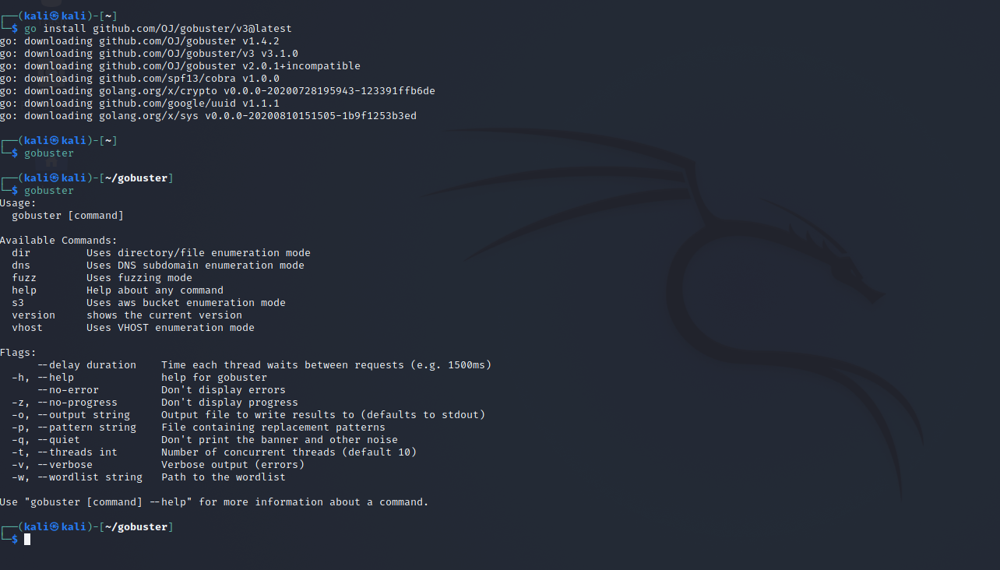 ┌──(kali㉿kali)-[~]
└─$ go install github.com/OJ/gobuster/v3@latest
go: downloading github.com/OJ/gobuster v1.4.2
go: downloading github.com/OJ/gobuster/v3 v3.1.0
go: downloading github.com/OJ/gobuster v2.0.1+incompatible
go: downloading github.com/spf13/cobra v1.0.0
go: downloading golang.org/x/crypto v0.0.0-20200728195943-123391ffb6de
go: downloading github.com/google/uuid v1.1.1
go: downloading golang.org/x/sys v0.0.0-20200810151505-1b9f1253b3ed
┌──(kali㉿kali)-[~]
└─$ gobuster
┌──(kali㉿kali)-[~/gobuster]
└─$ gobuster
Usage:
  gobuster [command]
Available Commands:
  dir         Uses directory/file enumeration mode
  dns         Uses DNS subdomain enumeration mode
  fuzz        Uses fuzzing mode
  help        Help about any command
  s3          Uses aws bucket enumeration mode
  version     shows the current version
  vhost       Uses VHOST enumeration mode
Flags:
      --delay duration    Time each thread waits between requests (e.g. 1500ms)
  -h, --help              help for gobuster
      --no-error          Don't display errors
  -z, --no-progress       Don't display progress
  -o, --output string     Output file to write results to (defaults to stdout)
  -p, --pattern string    File containing replacement patterns
  -q, --quiet             Don't print the banner and other noise
  -t, --threads int       Number of concurrent threads (default 10)
  -v, --verbose           Verbose output (errors)
  -w, --wordlist string   Path to the wordlist
Use "gobuster [command] --help" for more information about a command.
┌──(kali㉿kali)-[~/gobuster]
└─$